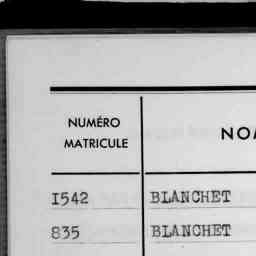 NUMÉRO
MATRICULE
1542 BLANCHET
835 BLANCHET